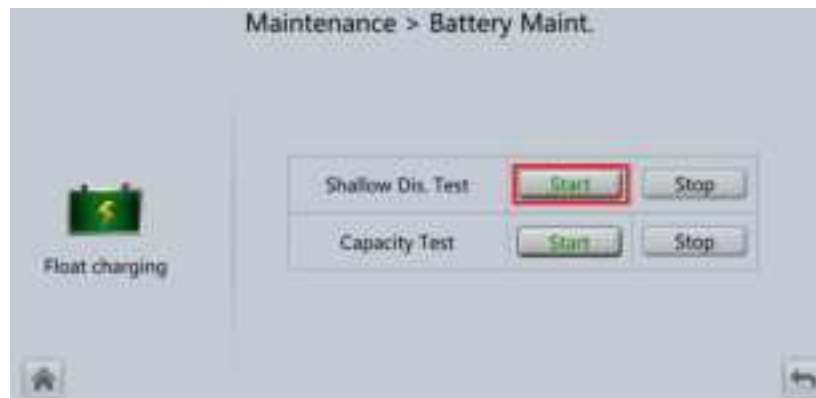 Maintenance > Battery Maint.
Shallow Dis. Test Start Stop
Capacity Test Start Stop
Float charging